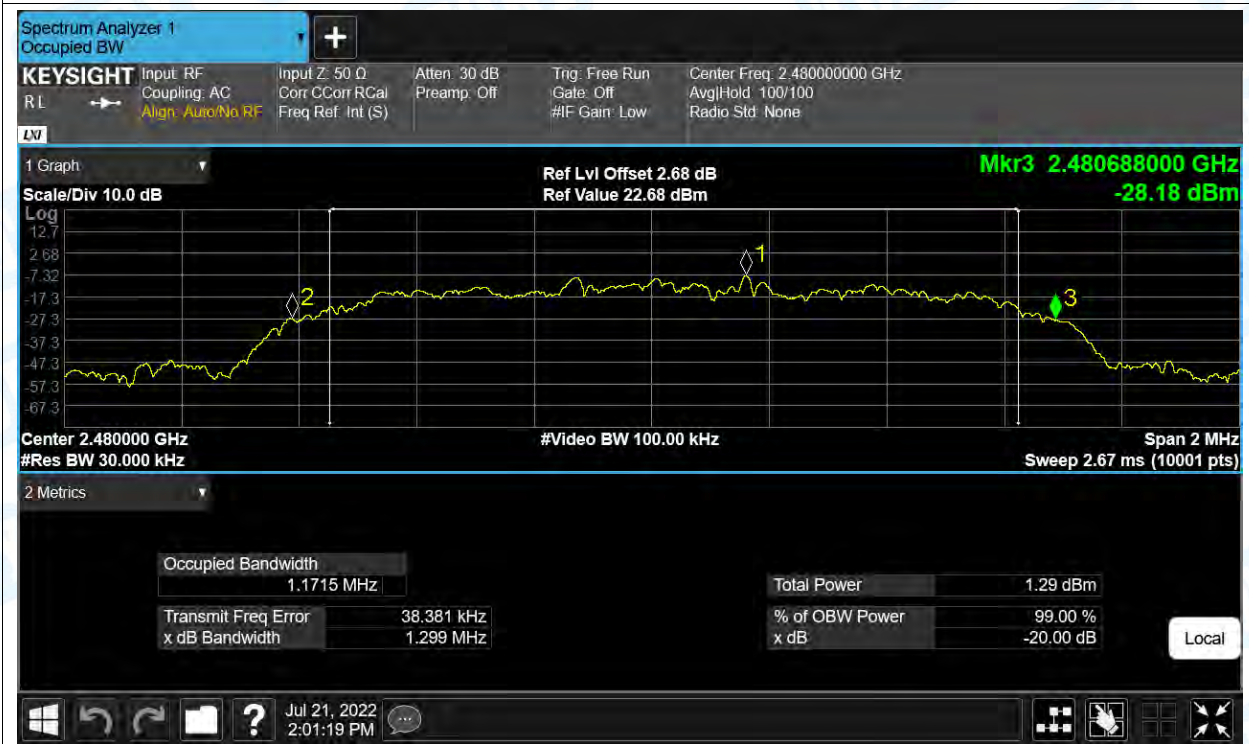 Spectrum Analyzer 1
Occupied BW
+
KEYSIGHT
RL
LXI
Input: RF
Coupling: AC
Align: Auto/No RF
Input Z: 50 Ω
Corr CCorr RCal
Freq Ref: Int (S)
Atten: 30 dB
Preamp: Off
Trig: Free Run
Gate: Off
#IF Gain: Low
Center Freq: 2.480000000 GHz
Avg|Hold: 100/100
Radio Std: None
1 Graph
Scale/Div 10.0 dB
Ref Lvl Offset 2.68 dB
Ref Value 22.68 dBm
Mkr3 2.480688000 GHz
-28.18 dBm
Log
12.7
2.68
-7.32
-17.3
-27.3
-37.3
-47.3
-57.3
-67.3
1
2
3
Center 2.480000 GHz
#Res BW 30.000 kHz
#Video BW 100.00 kHz
Span 2 MHz
Sweep 2.67 ms (10001 pts)
2 Metrics
Occupied Bandwidth
1.1715 MHz
Transmit Freq Error 38.381 kHz
x dB Bandwidth 1.299 MHz
Total Power 1.29 dBm
% of OBW Power 99.00 %
x dB -20.00 dB
Local
?
Jul 21, 2022
2:01:19 PM